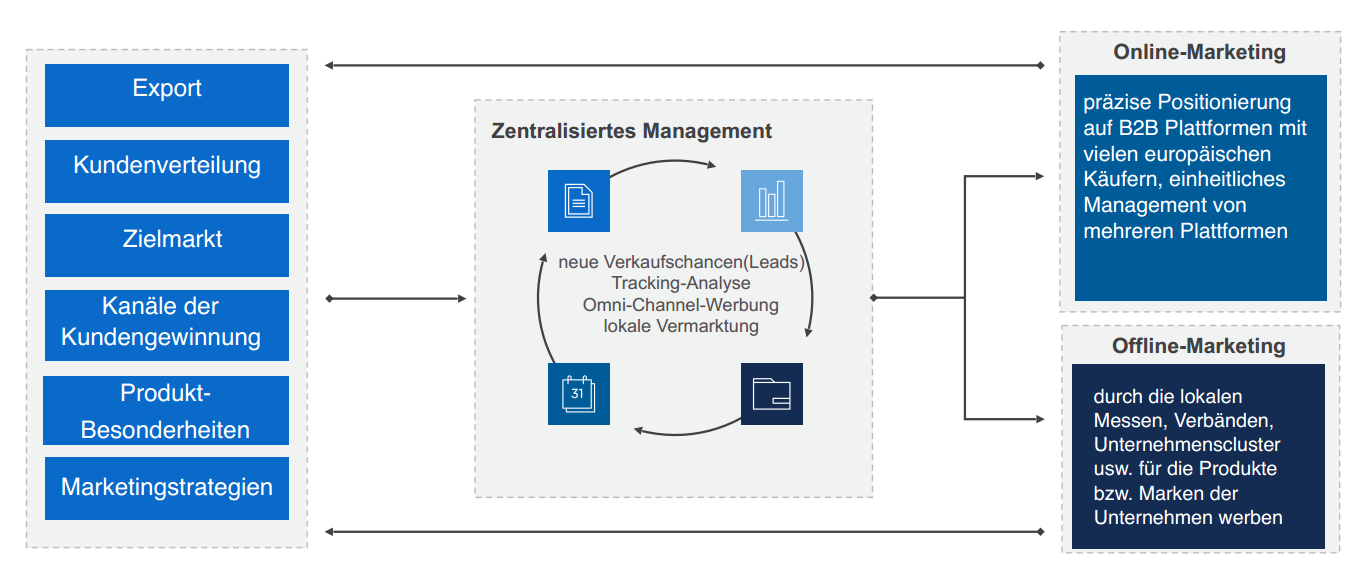 Export
Kundenverteilung
Zielmarkt
Kanäle der
Kundengewinnung
Produkt-
Besonderheiten
Marketingstrategien
Zentralisiertes Management
31
neue Verkaufschancen(Leads)
Tracking-Analyse
Omni-Channel-Werbung
lokale Vermarktung
Online-Marketing
präzise Positionierung
auf B2B Plattformen mit
vielen europäischen
Käufern, einheitliches
Management von
mehreren Plattformen
Offline-Marketing
durch die lokalen
Messen, Verbänden,
Unternehmenscluster
usw. für die Produkte
bzw. Marken der
Unternehmen werben